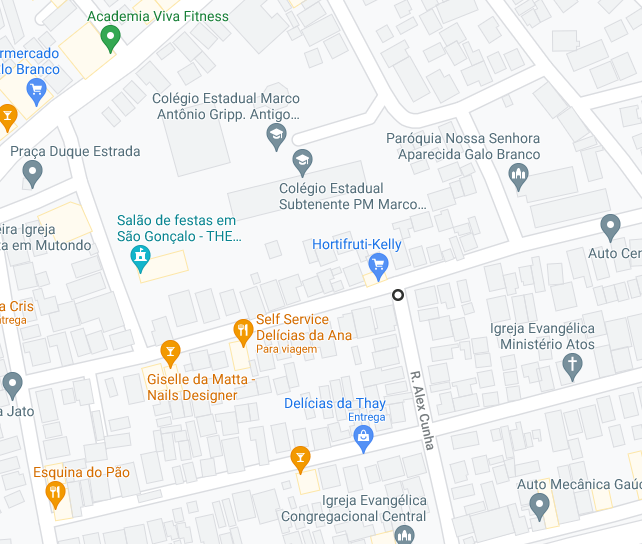 Academia Viva Fitness
rmercado
lo Branco
Colégio Estadual Marco
Antônio Gripp. Antigo...
Paróquia Nossa Senhora
Aparecida Galo Branco
Praça Duque Estrada
Colégio Estadual
Subtenente PM Marco...
Salão de festas em
São Gonçalo - THE...
eira Igreja
ta em Mutondo
Hortifruti-Kelly
Auto Cer
a Cris
ntrega
Self Service
Delícias da Ana
Para viagem
Igreja Evangélica
Ministério Atos
Giselle da Matta -
Nails Designer
a Jato
Delícias da Thay
Entrega
R. Alex Cunha
Esquina do Pão
Igreja Evangélica
Congregacional Central
Auto Mecânica Gaúc